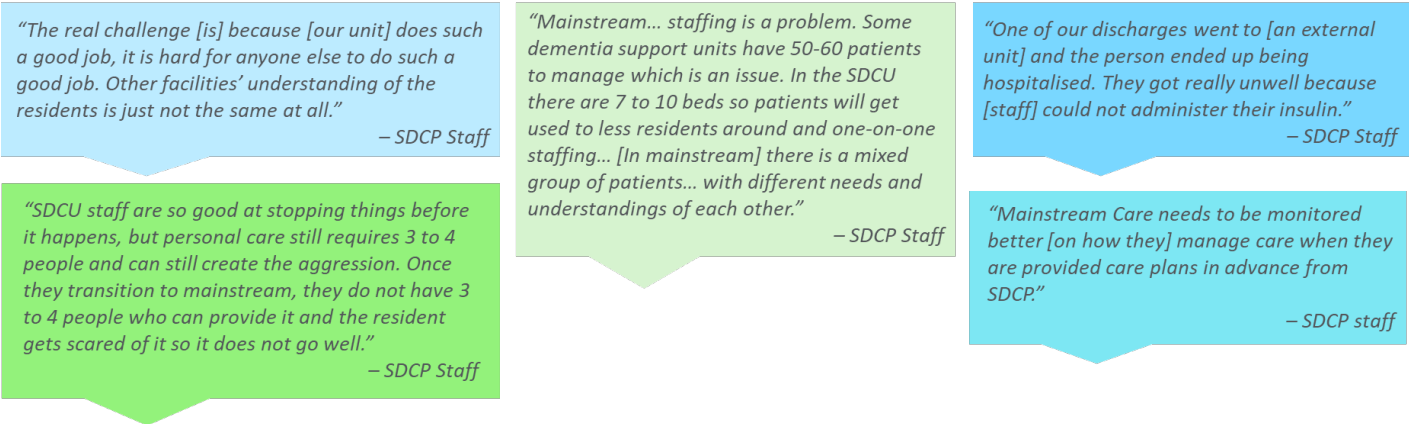 “The real challenge [is] because [our unit] does such
a good job, it is hard for anyone else to do such a
good job. Other facilities’ understanding of the
residents is just not the same at all.”
– SDCP Staff
“SDCU staff are so good at stopping things before
it happens, but personal care still requires 3 to 4
people and can still create the aggression. Once
they transition to mainstream, they do not have 3
to 4 people who can provide it and the resident
gets scared of it so it does not go well.”
– SDCP Staff
“Mainstream… staffing is a problem. Some
dementia support units have 50-60 patients
to manage which is an issue. In the SDCU
there are 7 to 10 beds so patients will get
used to less residents around and one-on-one
staffing… [In mainstream] there is a mixed
group of patients… with different needs and
understandings of each other.”
– SDCP Staff
“One of our discharges went to [an external
unit] and the person ended up being
hospitalised. They got really unwell because
[staff] could not administer their insulin.”
– SDCP Staff
“Mainstream Care needs to be monitored
better [on how they] manage care when they
are provided care plans in advance from
SDCP.”
– SDCP staff